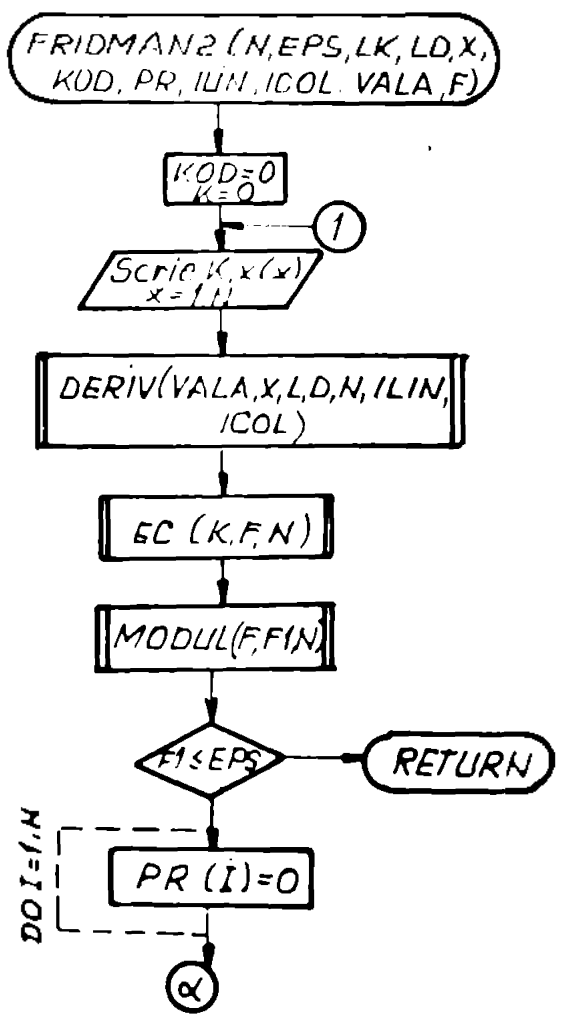 FRIDMAN2 (N,EPS,LK,LD,X,
KOD, PR, ILIN, ICOL. VALA,F)
KOD=0
K=0
1
Scrie K,x(x)
x=1,N
DERIV(VALA,X,L,D,N,ILIN,
ICOL)
EC (K,F,N)
MODUL(F,F1,N)
F1≤EPS
RETURN
DO I=1,N
PR (I)=0
α